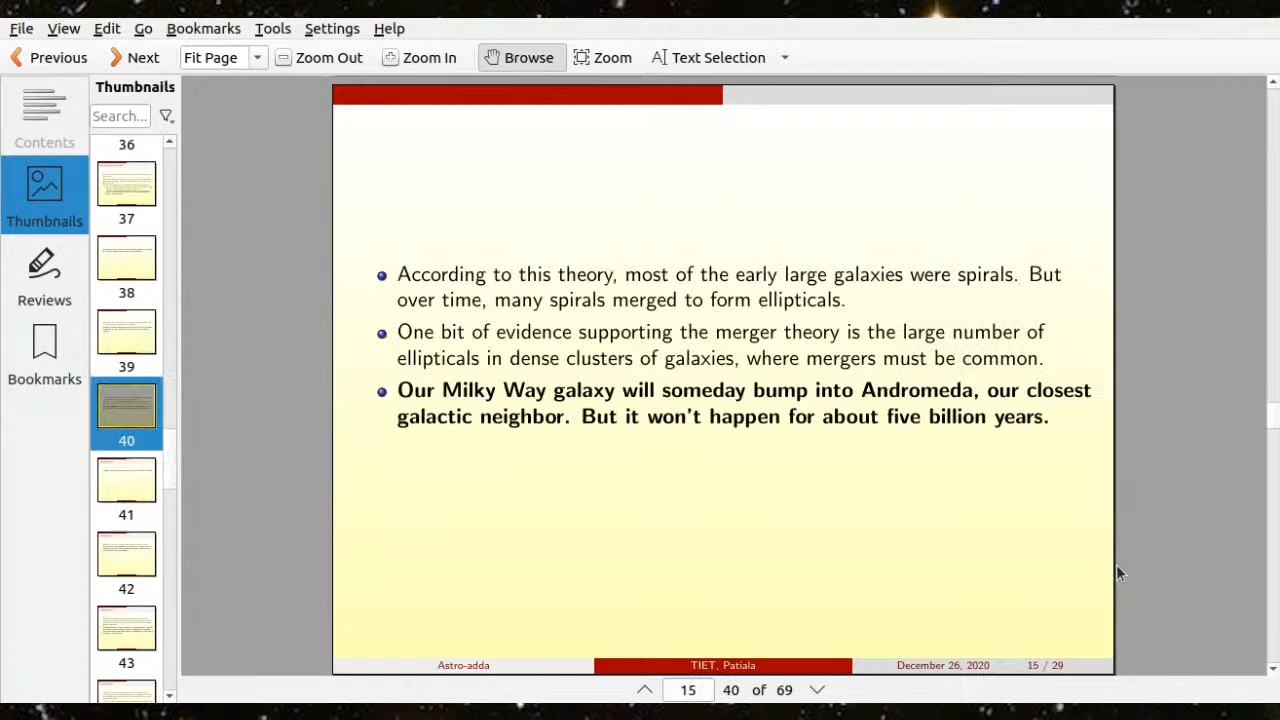 File View Edit Go Bookmarks Tools Settings Help
Previous Next Fit Page Zoom Out Zoom In Browse Zoom Text Selection
Thumbnails
Search...
Contents
Thumbnails
Reviews
Bookmarks
36
37
38
39
40
41
42
43
According to this theory, most of the early large galaxies were spirals. But
over time, many spirals merged to form ellipticals.
One bit of evidence supporting the merger theory is the large number of
ellipticals in dense clusters of galaxies, where mergers must be common.
Our Milky Way galaxy will someday bump into Andromeda, our closest
galactic neighbor. But it won't happen for about five billion years.
Astro-adda TIET, Patiala December 26, 2020 15 / 29
15 40 of 69